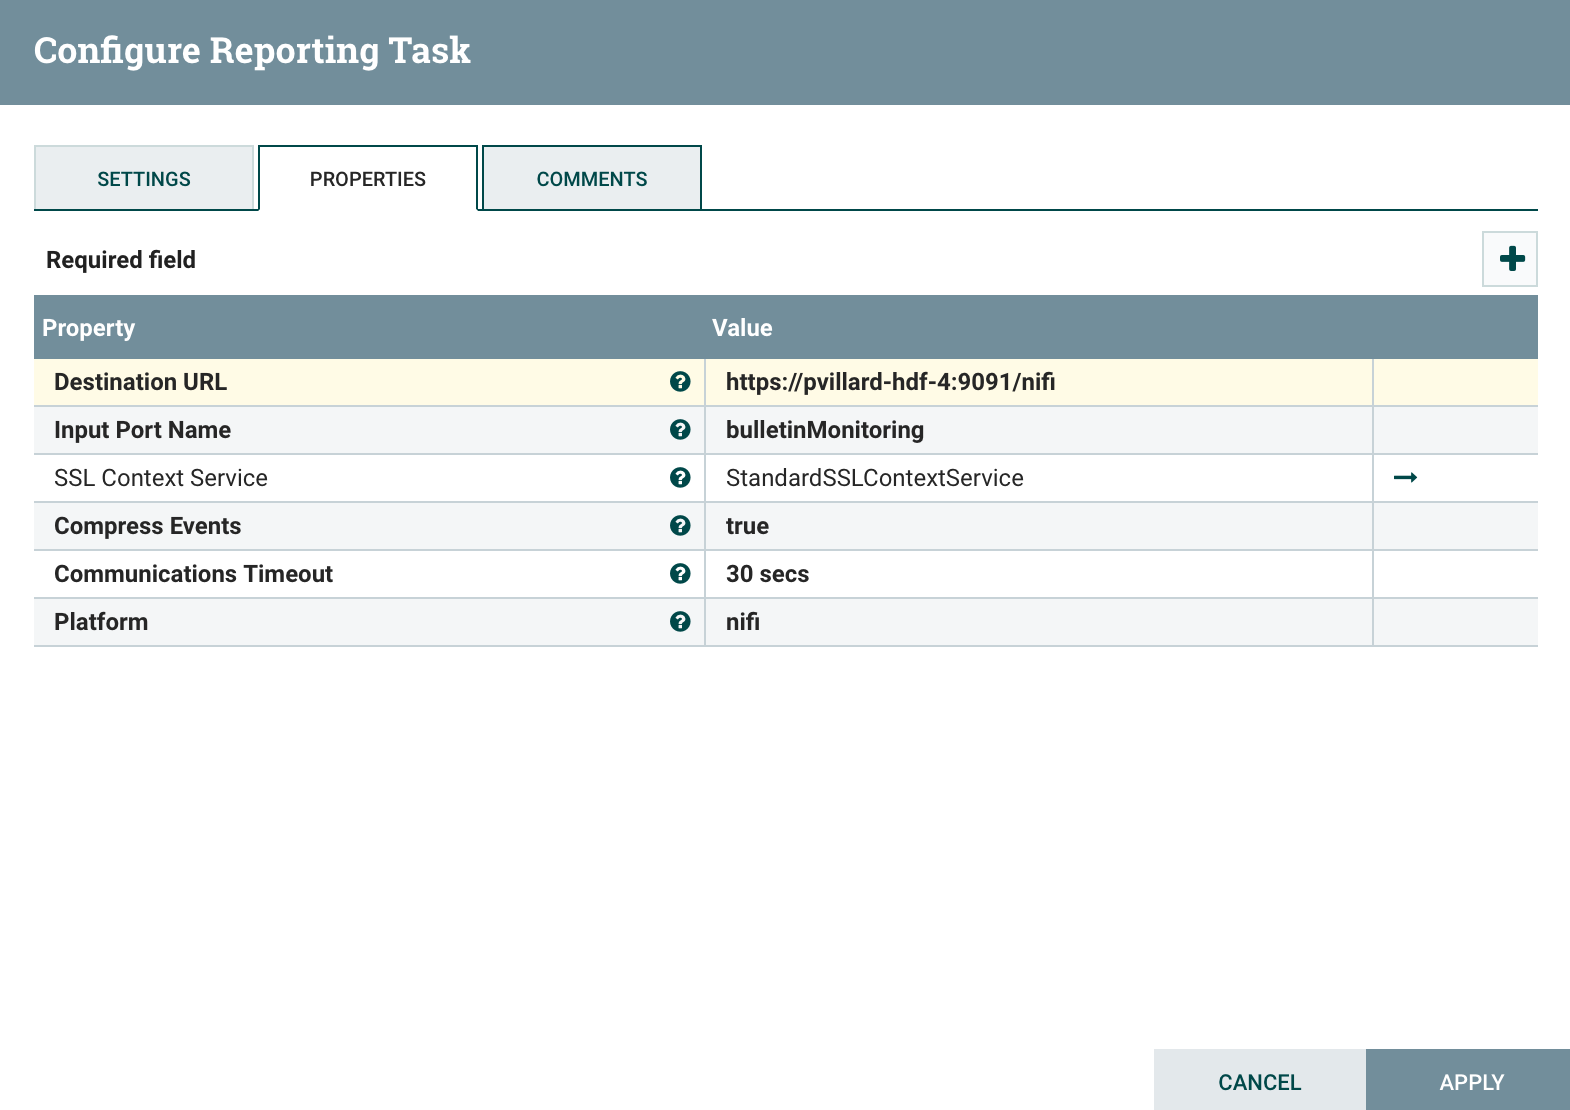 Configure Reporting Task
SETTINGS PROPERTIES COMMENTS
Required field
Property Value
Destination URL https://pvillard-hdf-4:9091/nifi
Input Port Name bulletinMonitoring
SSL Context Service StandardSSLContextService
Compress Events true
Communications Timeout 30 secs
Platform nifi
CANCEL APPLY